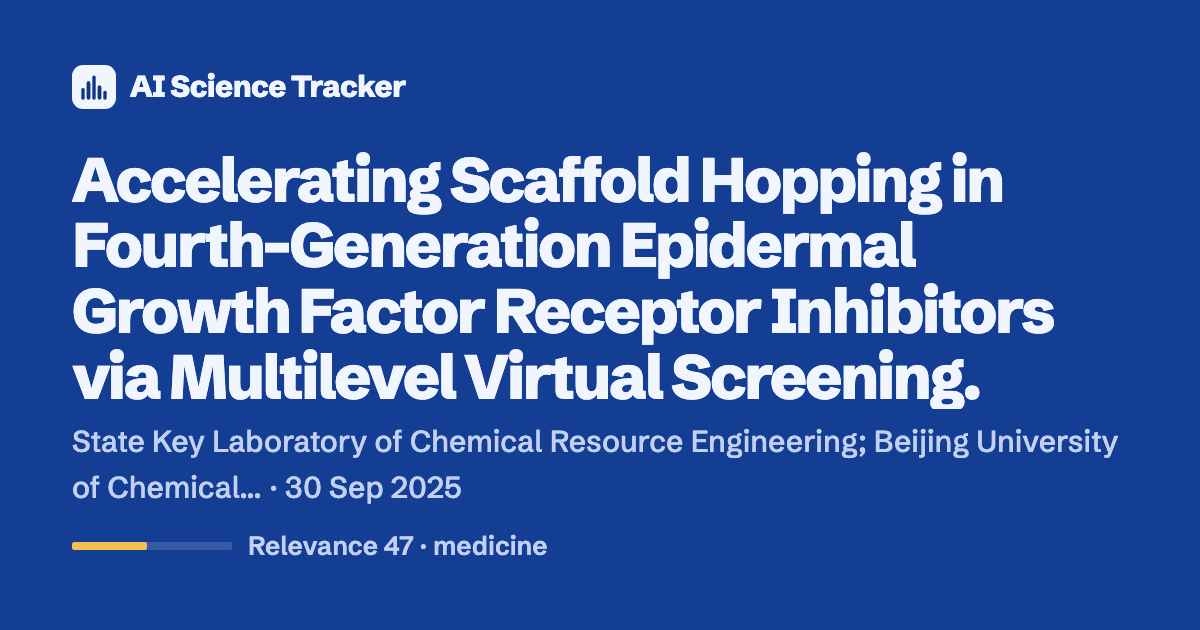 AI Science Tracker
Accelerating Scaffold Hopping in
Fourth-Generation Epidermal
Growth Factor Receptor Inhibitors
via Multilevel Virtual Screening.
State Key Laboratory of Chemical Resource Engineering; Beijing University
of Chemical... · 30 Sep 2025
Relevance 47 · medicine